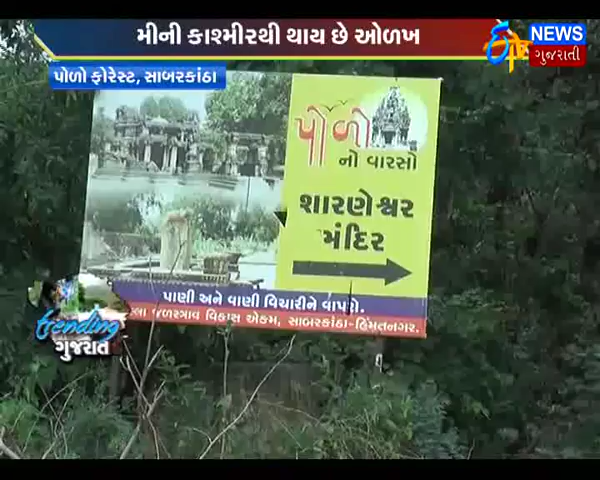 મીની કાશ્મીરથી થાય છે ઓળખ
NEWS
ગુજરાતી
પોળો ફોરેસ્ટ, સાબરકાંઠા
પોળો
નો વારસો
શારણેશ્વર
મંદિર
પાણી અને વાણી વિચારીને વાપરો.
જળસ્ત્રાવ વિકાસ એકમ, સાબરકાંઠા-હિંમતનગર.
trending
ગુજરાત